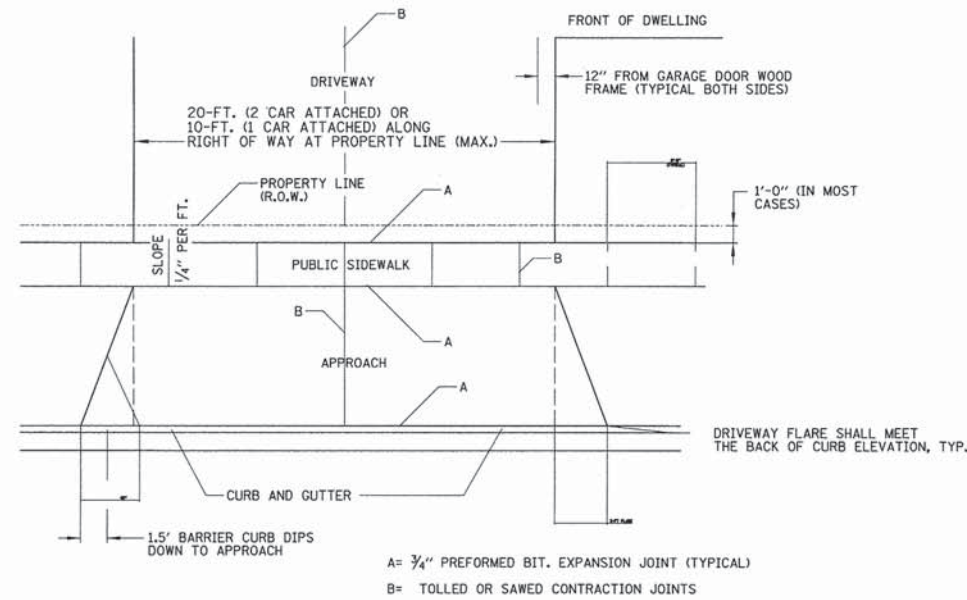 B
FRONT OF DWELLING
DRIVEWAY
12" FROM GARAGE DOOR WOOD
FRAME (TYPICAL BOTH SIDES)
20-FT. (2 CAR ATTACHED) OR
10-FT. (1 CAR ATTACHED) ALONG
RIGHT OF WAY AT PROPERTY LINE (MAX.)
PROPERTY LINE
(R.O.W.)
A
1'-0" (IN MOST
CASES)
SLOPE
1/4" PER FT.
PUBLIC SIDEWALK
B
B
A
APPROACH
A
DRIVEWAY FLARE SHALL MEET
THE BACK OF CURB ELEVATION, TYP.
CURB AND GUTTER
1.5' BARRIER CURB DIPS
DOWN TO APPROACH
A= 3/4" PREFORMED BIT. EXPANSION JOINT (TYPICAL)
B= TOLLED OR SAWED CONTRACTION JOINTS